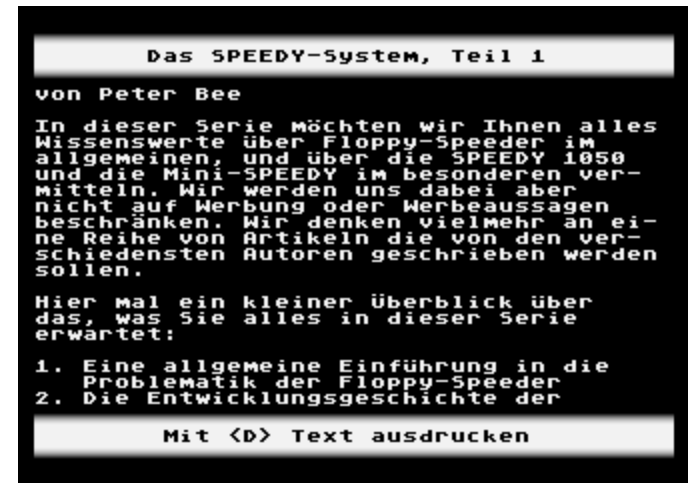 Das SPEEDY-System, Teil 1
von Peter Bee
In dieser Serie möchten wir Ihnen alles
Wissenswerte über Floppy-Speeder im
allgemeinen, und über die SPEEDY 1050
und die Mini-SPEEDY im besonderen ver-
mitteln. Wir werden uns dabei aber
nicht auf Werbung oder Werbeaussagen
beschränken. Wir denken vielmehr an ei-
ne Reihe von Artikeln die von den ver-
schiedensten Autoren geschrieben werden
sollen.
Hier mal ein kleiner Überblick über
das, was Sie alles in dieser Serie
erwartet:
1. Eine allgemeine Einführung in die
Problematik der Floppy-Speeder
2. Die Entwicklungsgeschichte der
Mit <D> Text ausdrucken